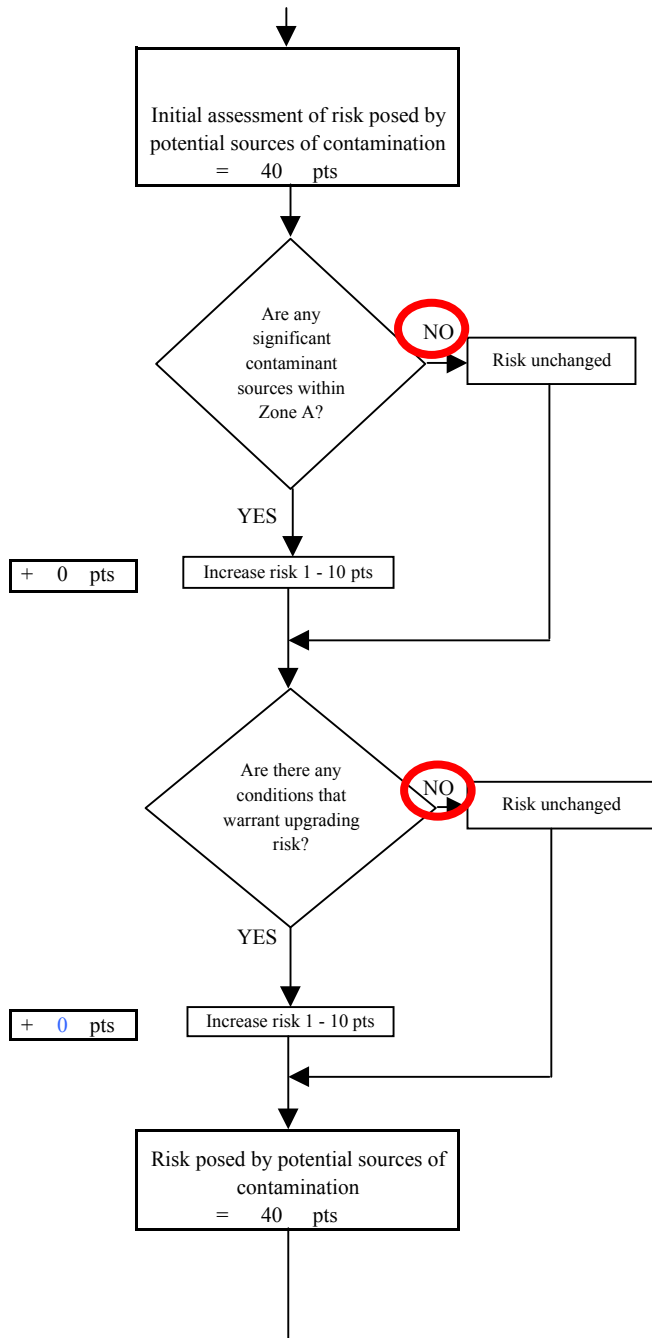 Initial assessment of risk posed by
potential sources of contamination
= 40 pts
Are any
significant
contaminant
sources within
Zone A?
NO
Risk unchanged
YES
+ 0 pts
Increase risk 1 - 10 pts
Are there any
conditions that
warrant upgrading
risk?
NO
Risk unchanged
YES
+ 0 pts
Increase risk 1 - 10 pts
Risk posed by potential sources of
contamination
= 40 pts